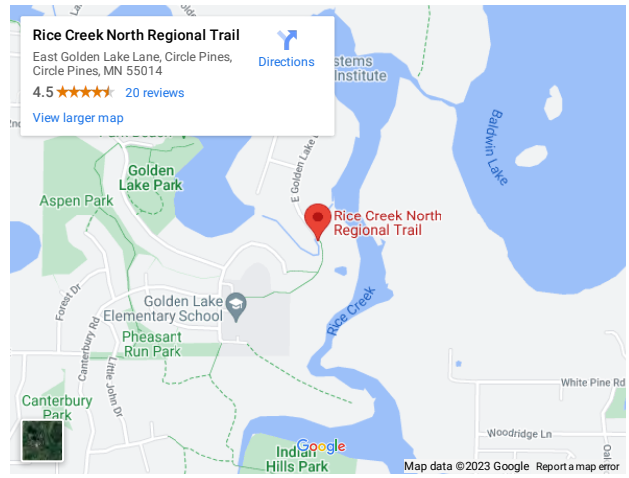 Rice Creek North Regional Trail
East Golden Lake Lane, Circle Pines,
Circle Pines, MN 55014
4.5
20 reviews
View larger map
Directions
stems
Institute
2n
Golden
Lake Park
Aspen Park
E Golden Lake
Baldwin Lake
Rice Creek North
Regional Trail
Rice Creek
Golden Lake
Elementary School
Forest Dr
Canterbury Rd
Little John Dr
Pheasant
Run Park
Canterbury
Park
White Pine Rd
Woodridge Ln
Oal
Google
Indian
Hills Park
Map data ©2023 Google
Report a map error